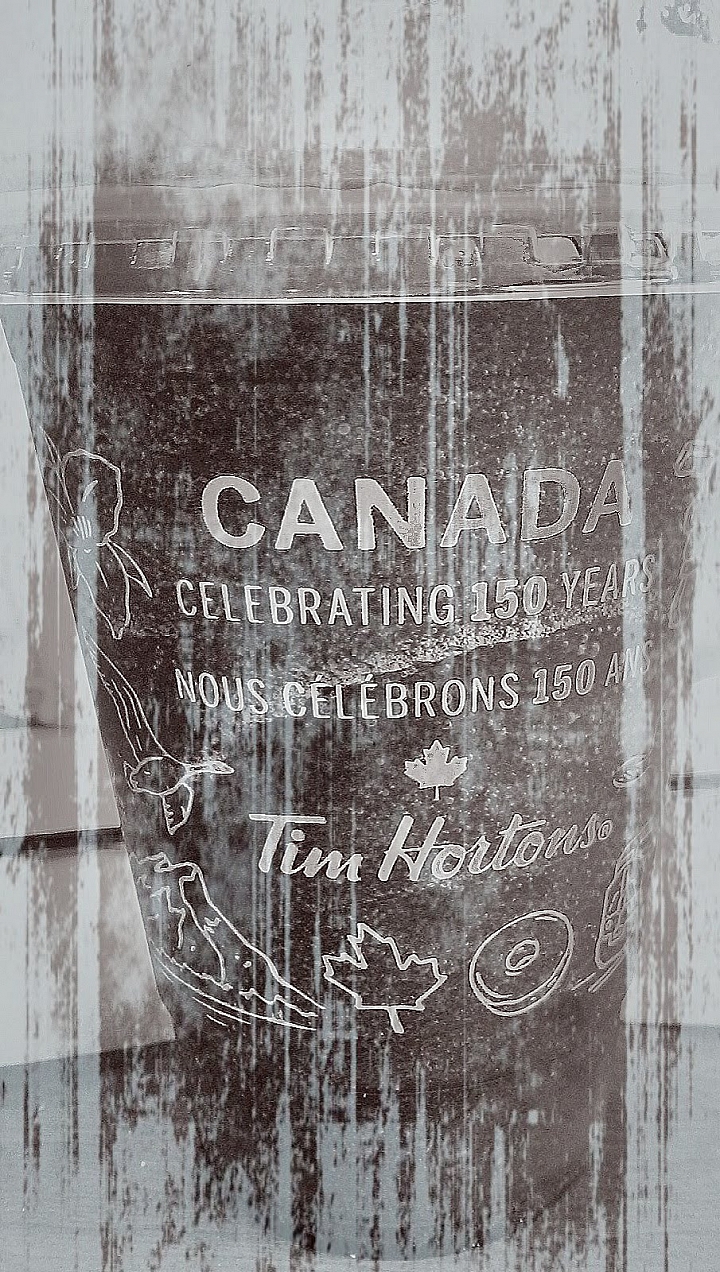 CANADA
CELEBRATING 150 YEARS
NOUS CÉLÉBRONS 150 ANS
Tim Hortons®